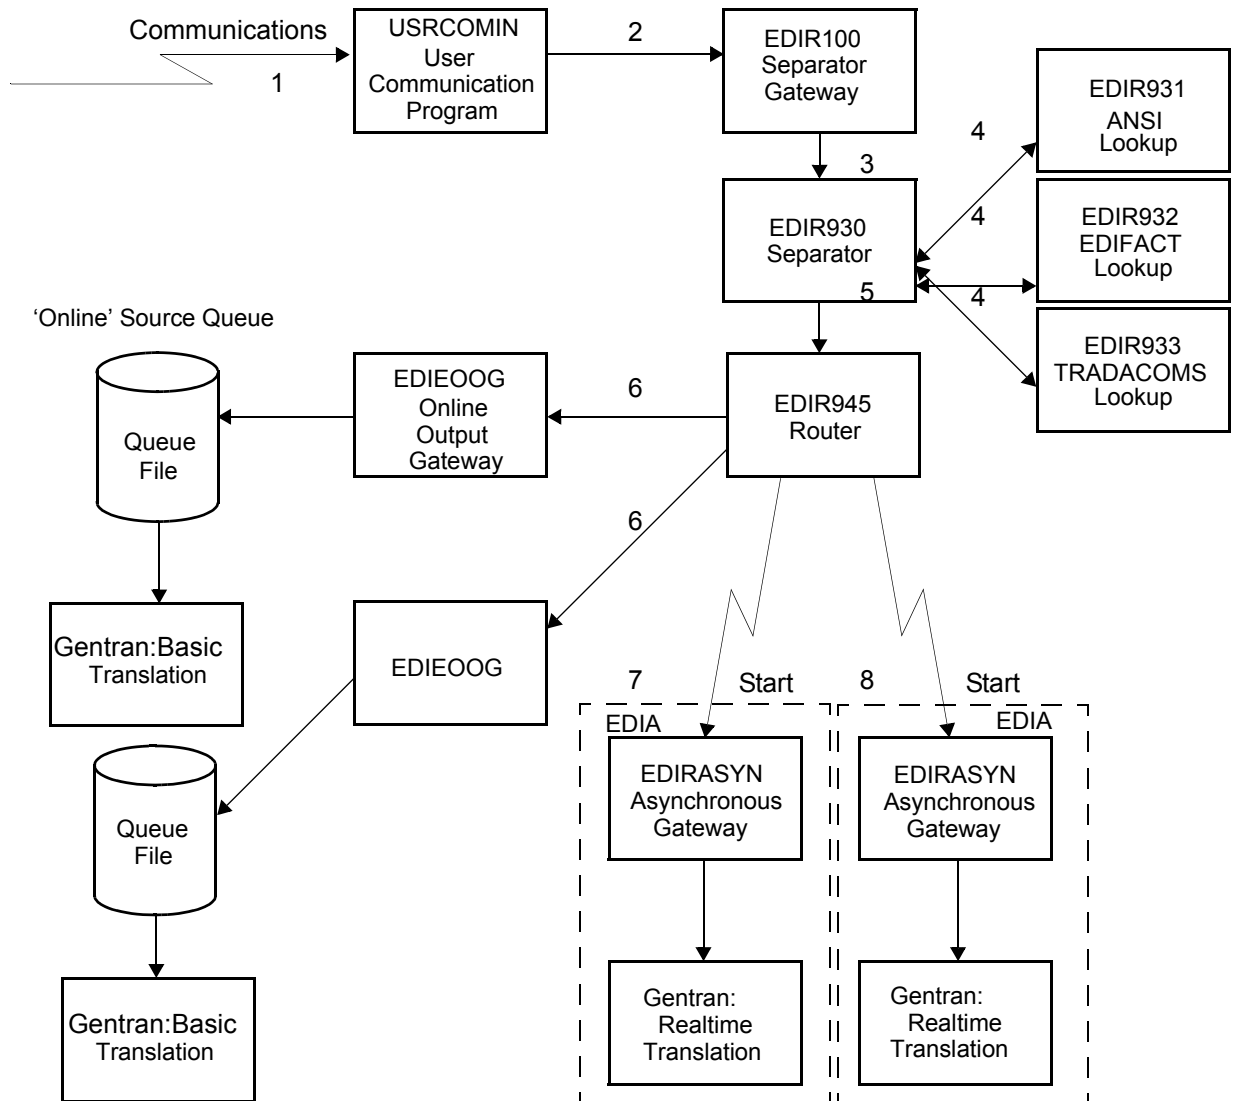 Communications
1
USRCOMIN
User
Communication
Program
2
EDIR100
Separator
Gateway
3
EDIR930
Separator
5
4
4
4
EDIR931
ANSI
Lookup
EDIR932
EDIFACT
Lookup
EDIR933
TRADACOMS
Lookup
‘Online’ Source Queue
Queue
File
EDIEOOG
Online
Output
Gateway
6
EDIR945
Router
6
Gentran:Basic
Translation
EDIEOOG
Queue
File
Gentran:Basic
Translation
7
Start
EDIA
EDIRASYN
Asynchronous
Gateway
Gentran:
Realtime
Translation
8
Start
EDIA
EDIRASYN
Asynchronous
Gateway
Gentran:
Realtime
Translation